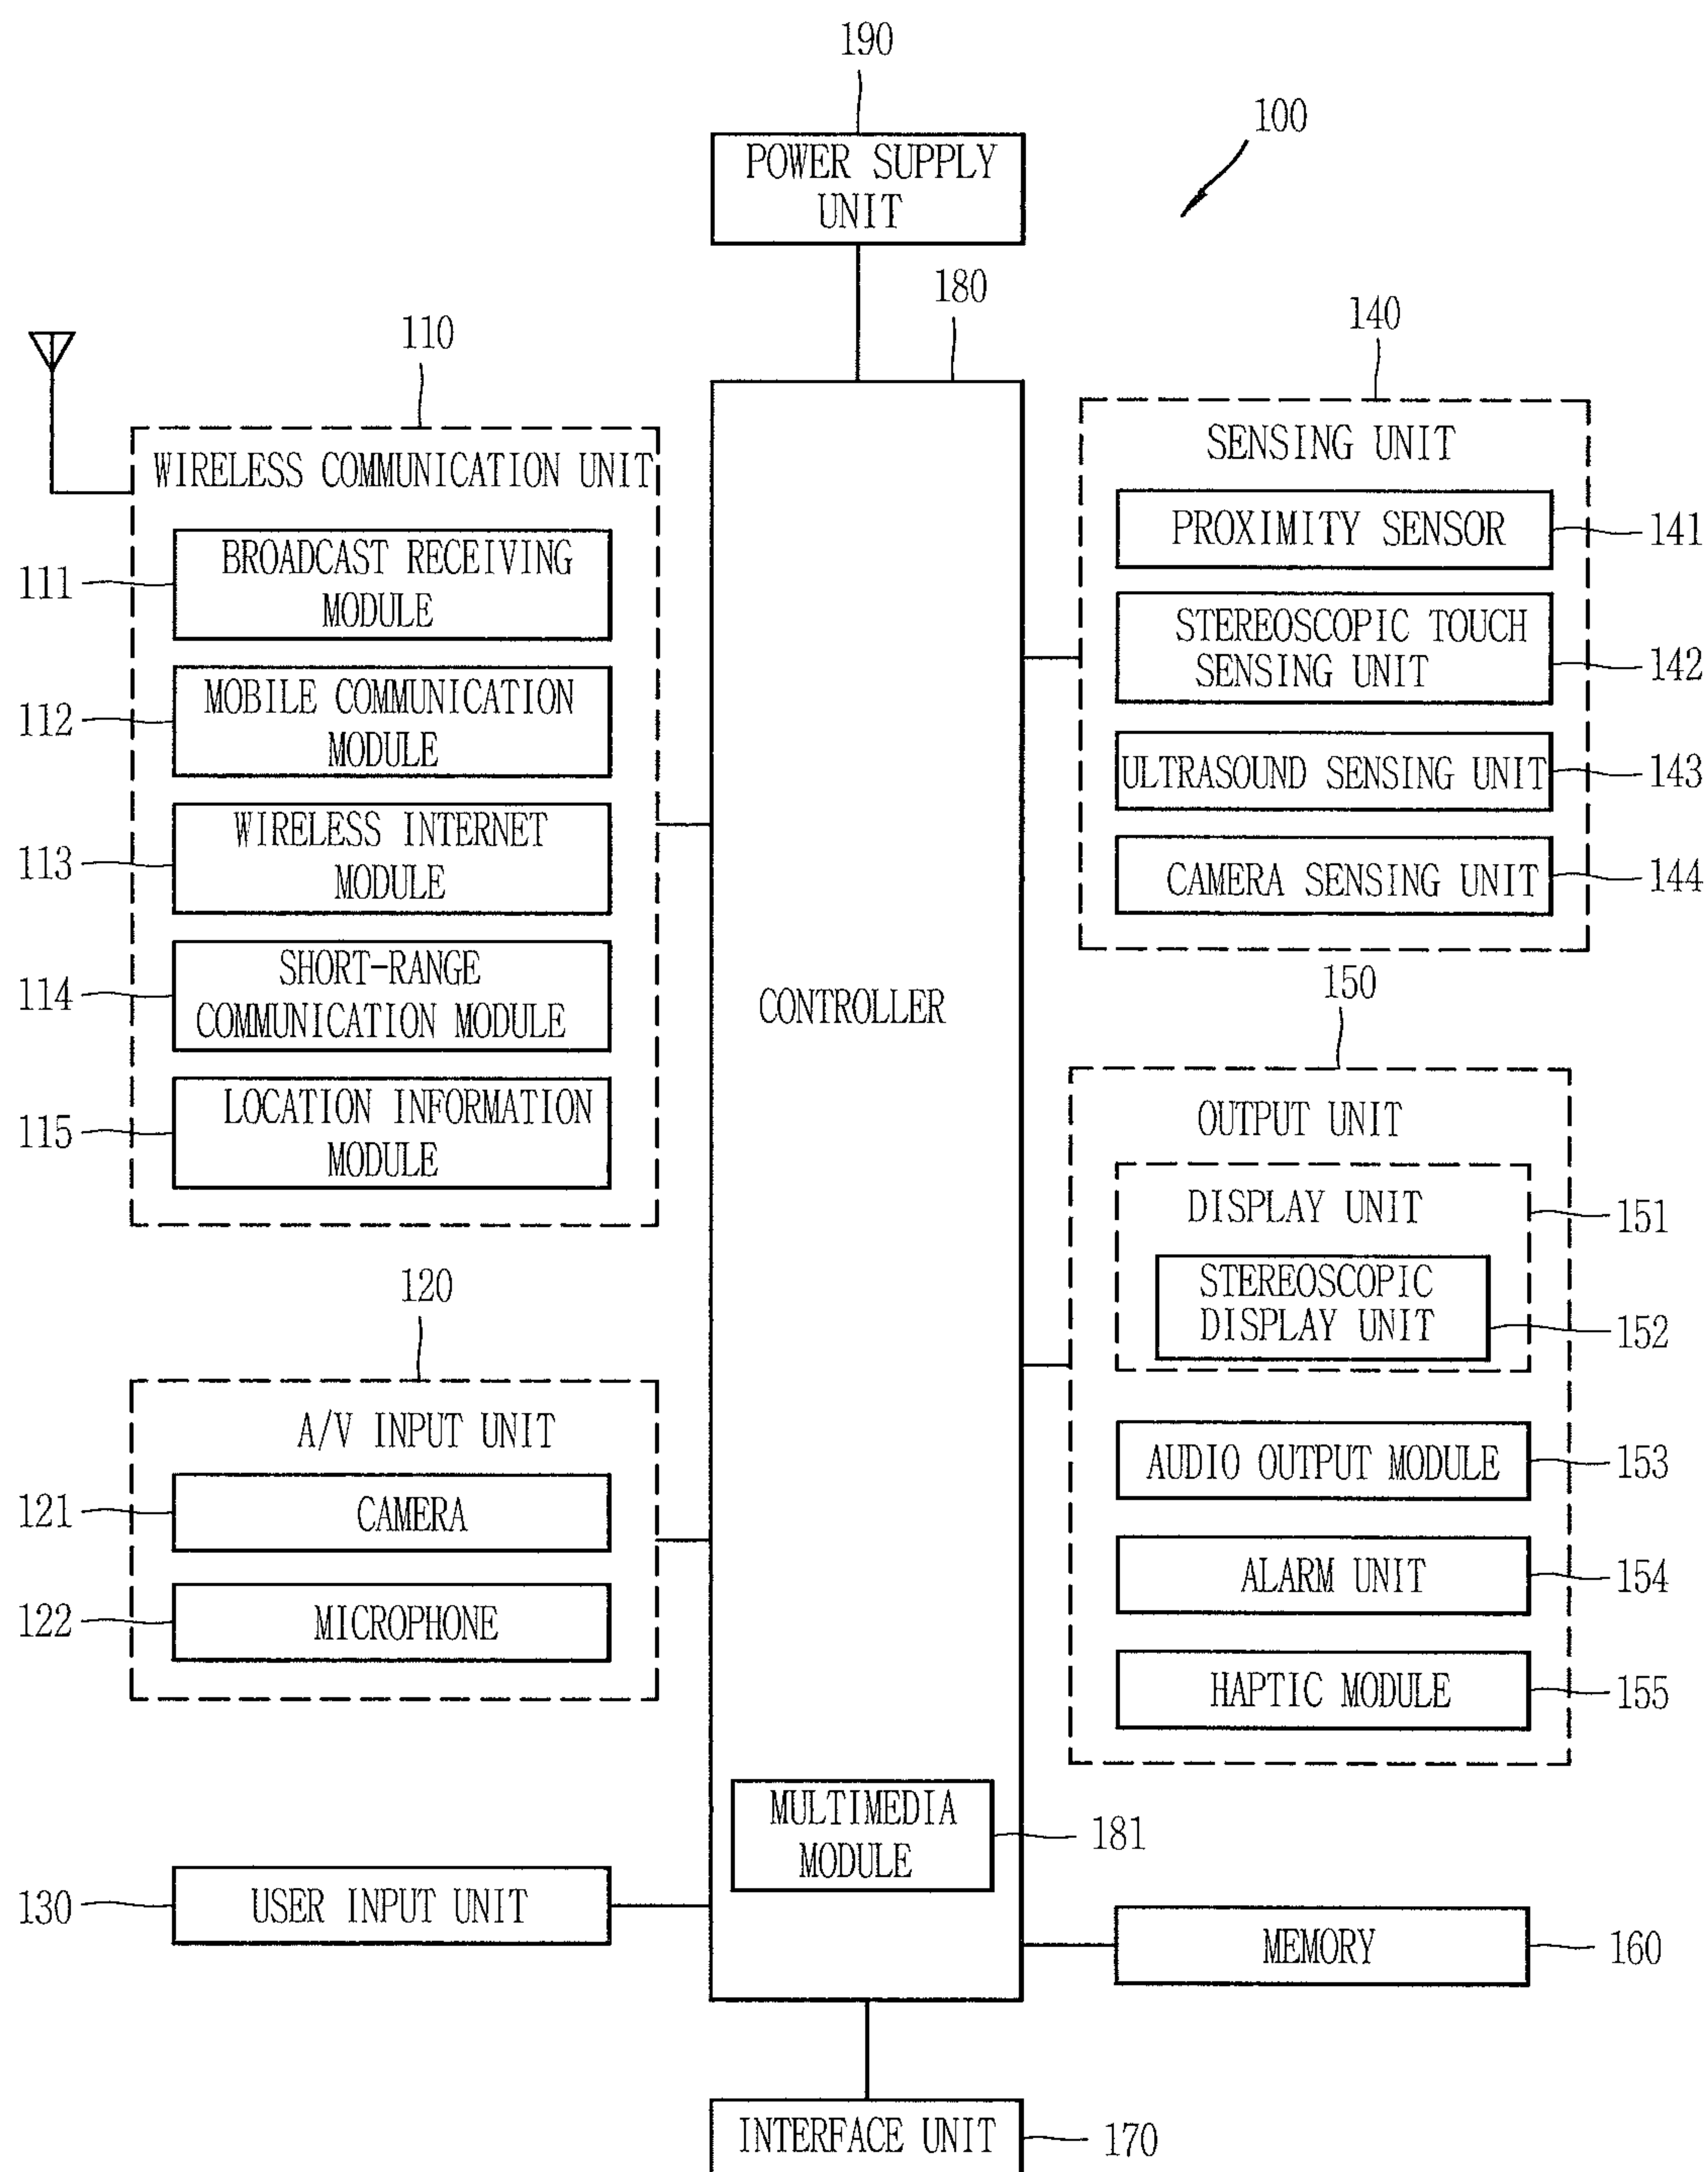 190
100
POWER SUPPLY
UNIT
180
110
140
WIRELESS COMMUNICATION UNIT
111
BROADCAST RECEIVING
MODULE
112
MOBILE COMMUNICATION
MODULE
113
WIRELESS INTERNET
MODULE
114
SHORT-RANGE
COMMUNICATION MODULE
115
LOCATION INFORMATION
MODULE
120
A/V INPUT UNIT
121
CAMERA
122
MICROPHONE
130
USER INPUT UNIT
CONTROLLER
MULTIMEDIA
MODULE
181
SENSING UNIT
PROXIMITY SENSOR
141
STEREOSCOPIC TOUCH
SENSING UNIT
142
ULTRASOUND SENSING UNIT
143
CAMERA SENSING UNIT
144
150
OUTPUT UNIT
DISPLAY UNIT
151
STEREOSCOPIC
DISPLAY UNIT
152
AUDIO OUTPUT MODULE
153
ALARM UNIT
154
HAPTIC MODULE
155
MEMORY
160
INTERFACE UNIT
170